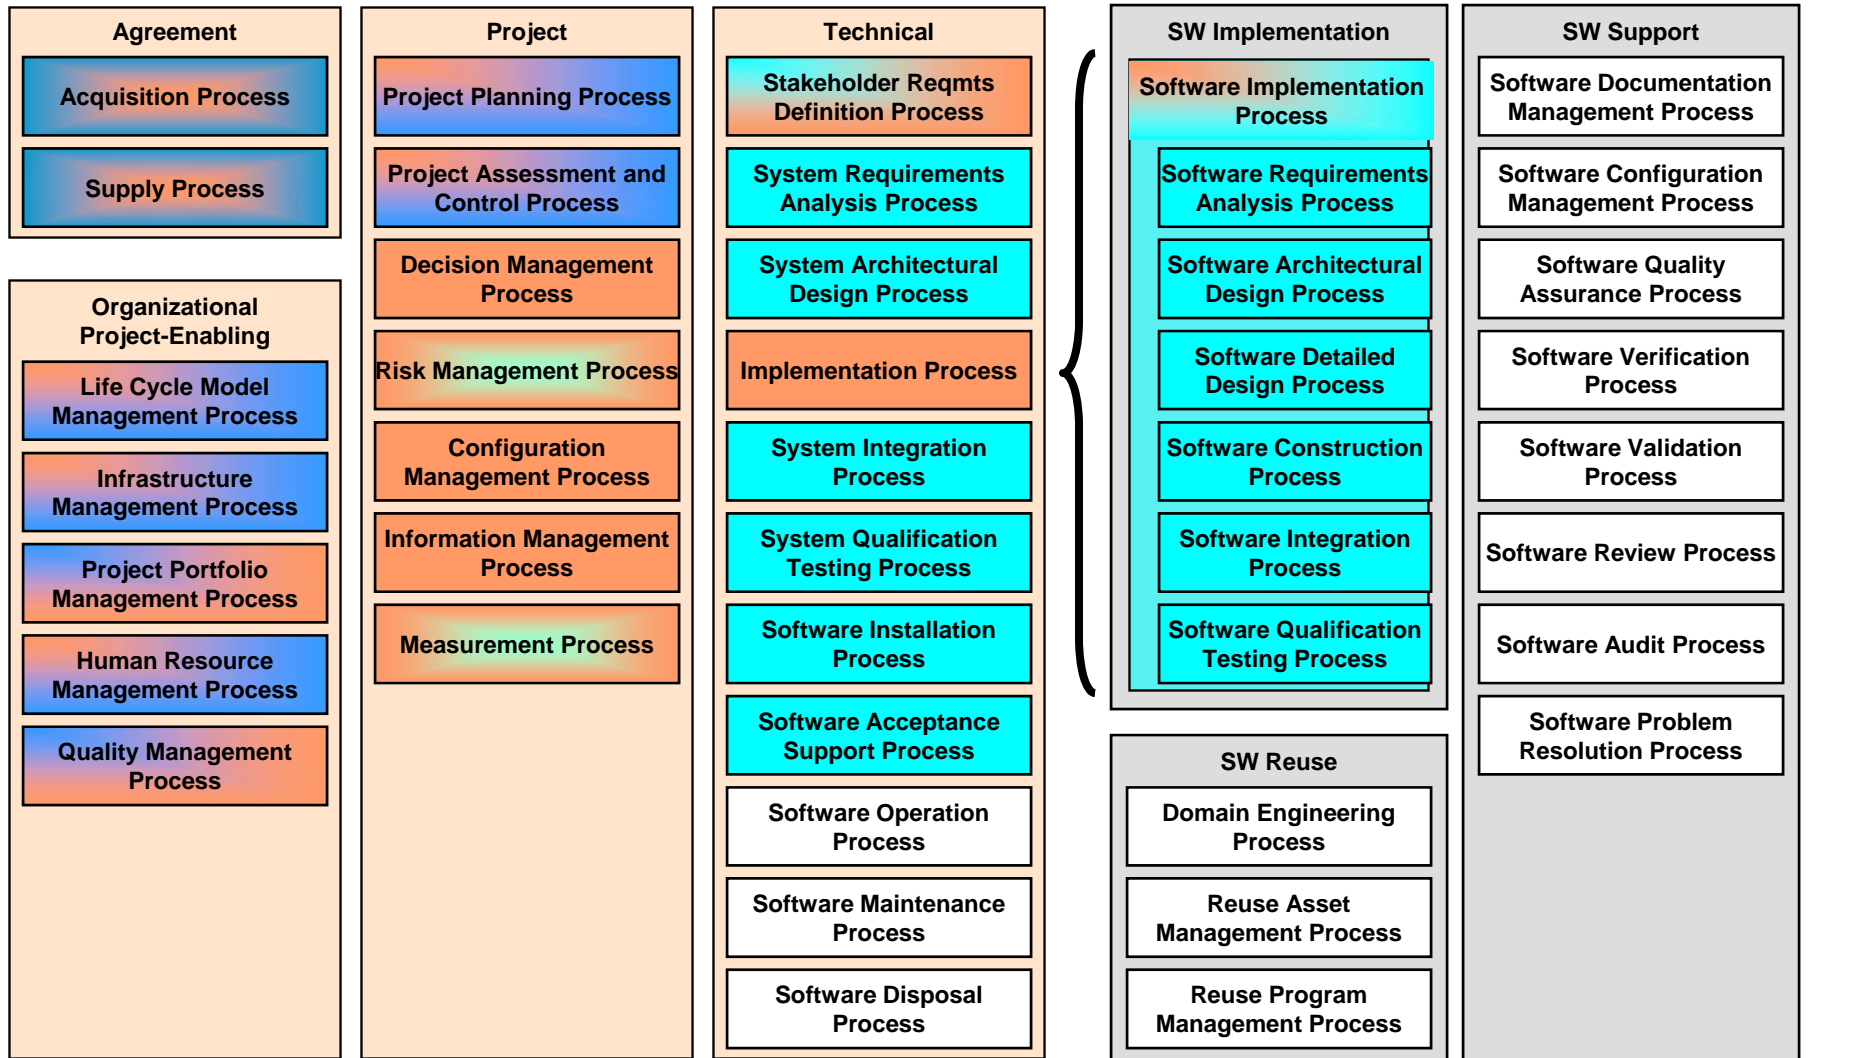 Agreement
Acquisition Process
Supply Process
Organizational
Project-Enabling
Life Cycle Model
Management Process
Infrastructure
Management Process
Project Portfolio
Management Process
Human Resource
Management Process
Quality Management
Process
Project
Project Planning Process
Project Assessment and
Control Process
Decision Management
Process
Risk Management Process
Configuration
Management Process
Information Management
Process
Measurement Process
Technical
Stakeholder Reqmts
Definition Process
System Requirements
Analysis Process
System Architectural
Design Process
Implementation Process
System Integration
Process
System Qualification
Testing Process
Software Installation
Process
Software Acceptance
Support Process
Software Operation
Process
Software Maintenance
Process
Software Disposal
Process
SW Implementation
Software Implementation
Process
Software Requirements
Analysis Process
Software Architectural
Design Process
Software Detailed
Design Process
Software Construction
Process
Software Integration
Process
Software Qualification
Testing Process
SW Reuse
Domain Engineering
Process
Reuse Asset
Management Process
Reuse Program
Management Process
SW Support
Software Documentation
Management Process
Software Configuration
Management Process
Software Quality
Assurance Process
Software Verification
Process
Software Validation
Process
Software Review Process
Software Audit Process
Software Problem
Resolution Process